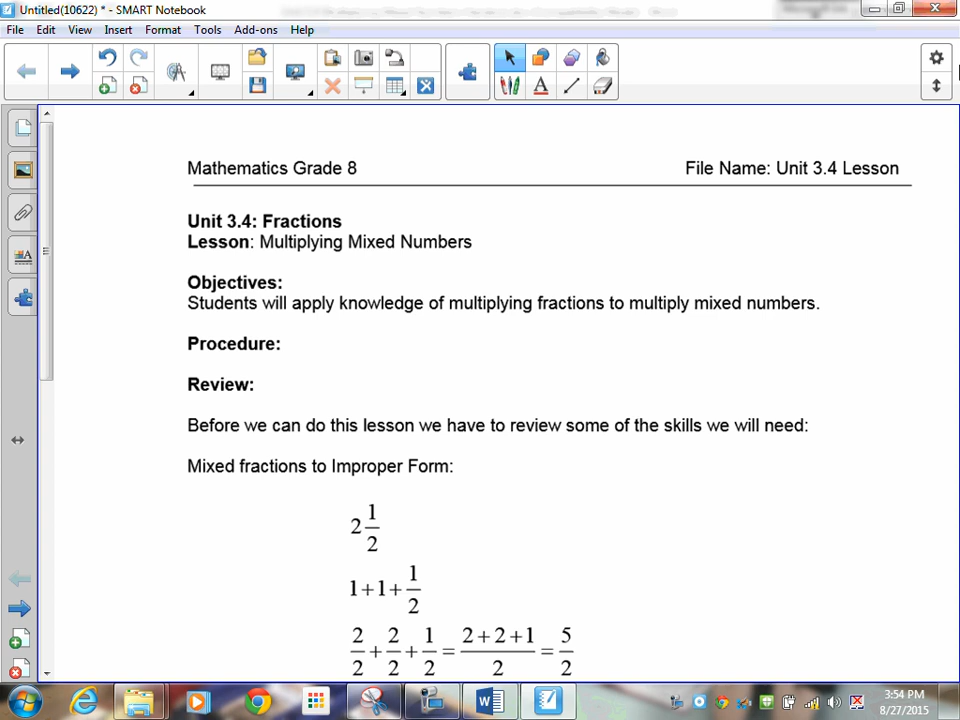 Untitled(10622) * - SMART Notebook
File Edit View Insert Format Tools Add-ons Help
Mathematics Grade 8 File Name: Unit 3.4 Lesson
Unit 3.4: Fractions
Lesson: Multiplying Mixed Numbers
Objectives:
Students will apply knowledge of multiplying fractions to multiply mixed numbers.
Procedure:
Review:
Before we can do this lesson we have to review some of the skills we will need:
Mixed fractions to Improper Form:
2 1/2
1+1+1/2
2/2 + 2/2 + 1/2 = (2+2+1)/2 = 5/2
3:54 PM
8/27/2015